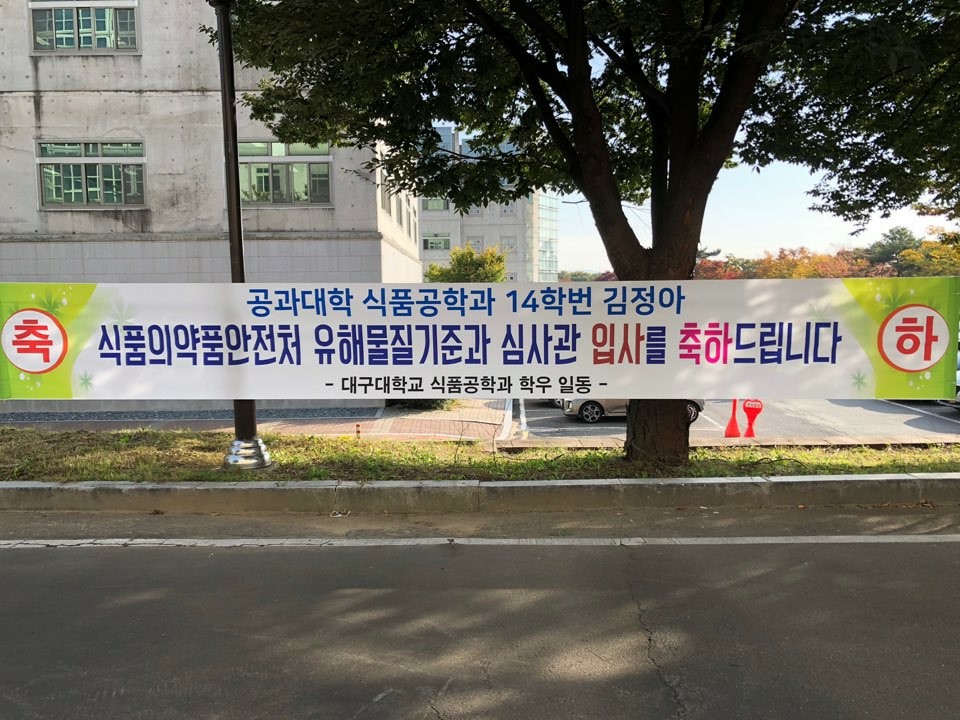 축
공과대학 식품공학과 14학번 김정아
식품의약품안전처 유해물질기준과 심사관 입사를 축하드립니다
- 대구대학교 식품공학과 학우 일동 -
하